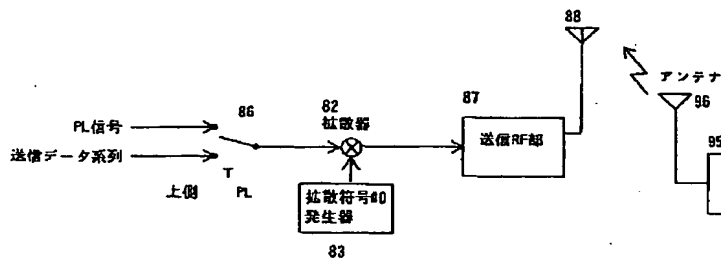 88
アンテナ
96
95
86
82
拡散器
87
PL信号
送信データ系列
送信RF部
T PL
上側
拡散符号#0
発生器
83